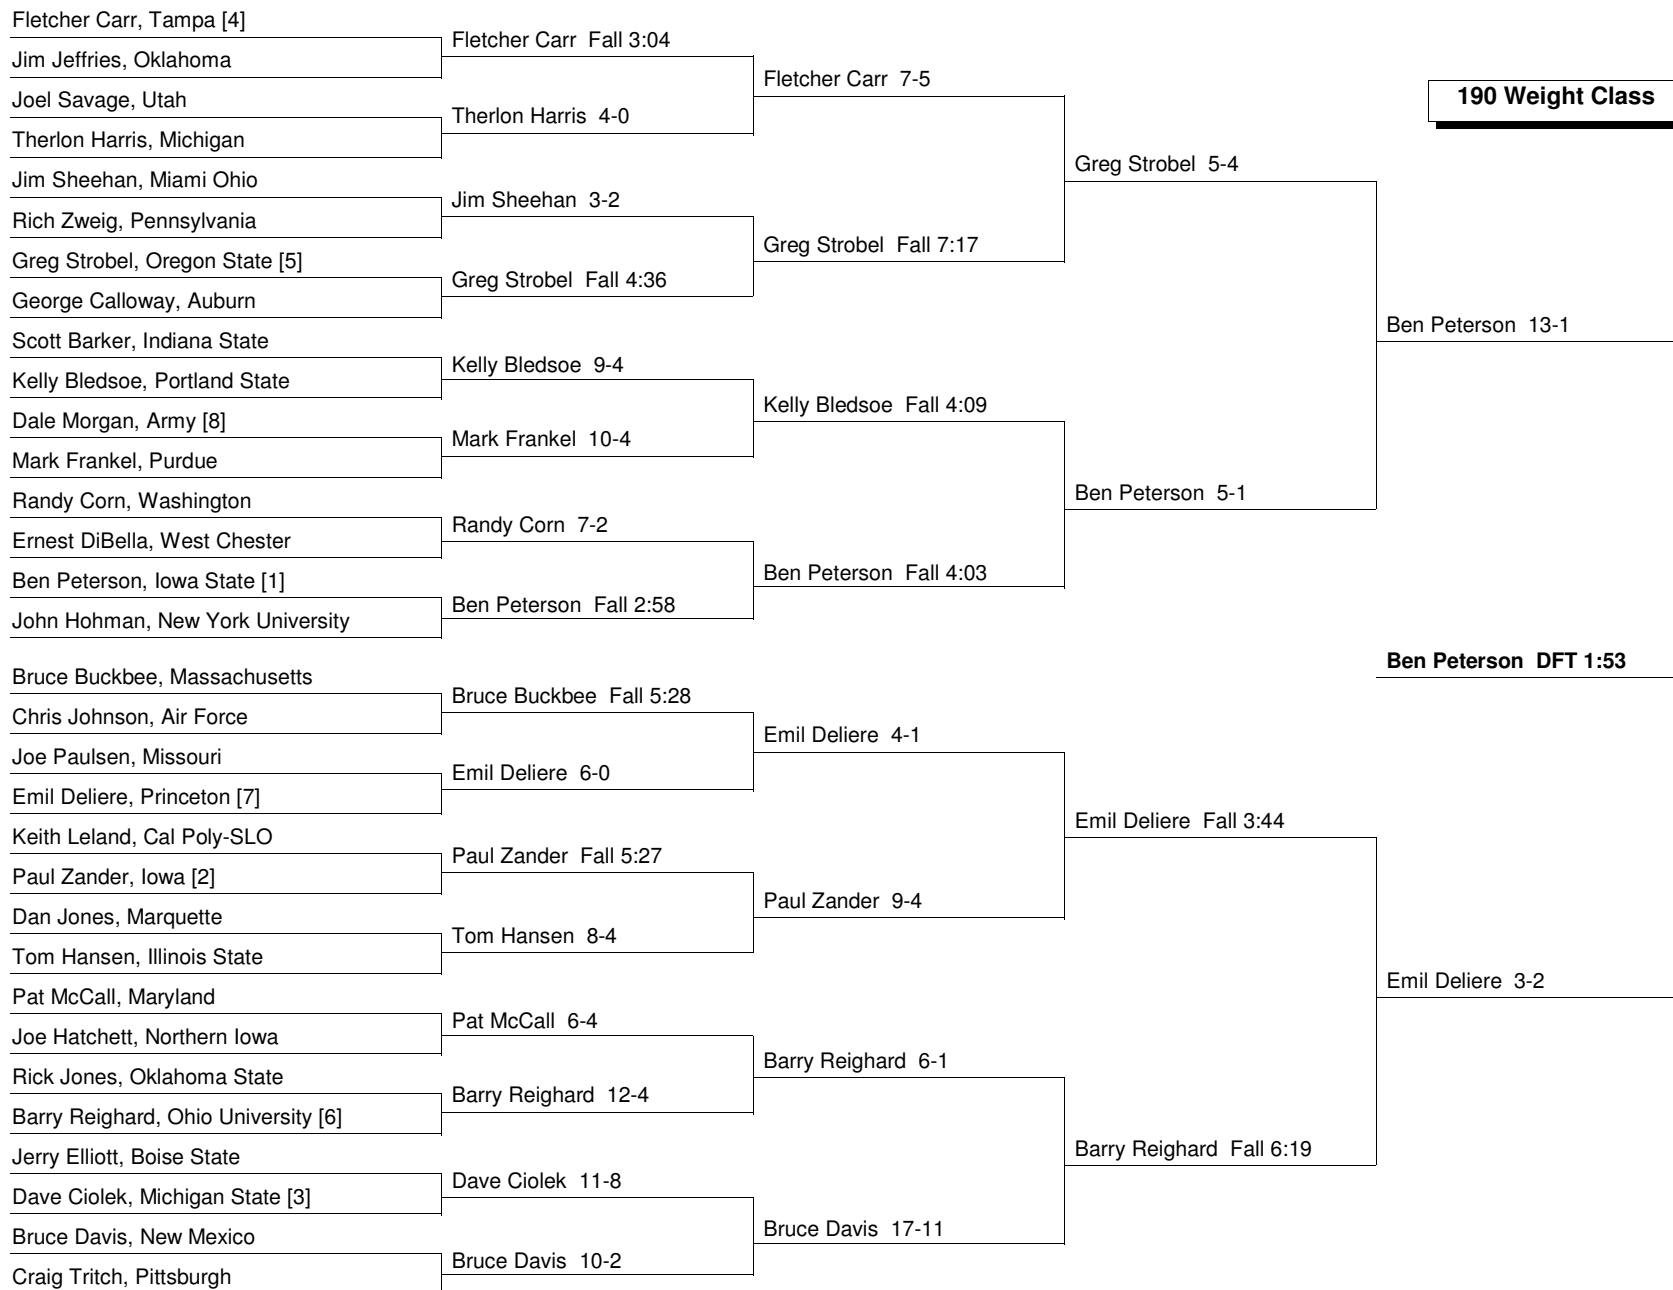 Fletcher Carr, Tampa [4]
Jim Jeffries, Oklahoma
Joel Savage, Utah
Therlon Harris, Michigan
Jim Sheehan, Miami Ohio
Rich Zweig, Pennsylvania
Greg Strobel, Oregon State [5]
George Calloway, Auburn
Scott Barker, Indiana State
Kelly Bledsoe, Portland State
Dale Morgan, Army [8]
Mark Frankel, Purdue
Randy Corn, Washington
Ernest DiBella, West Chester
Ben Peterson, Iowa State [1]
John Hohman, New York University
Bruce Buckbee, Massachusetts
Chris Johnson, Air Force
Joe Paulsen, Missouri
Emil Deliere, Princeton [7]
Keith Leland, Cal Poly-SLO
Paul Zander, Iowa [2]
Dan Jones, Marquette
Tom Hansen, Illinois State
Pat McCall, Maryland
Joe Hatchett, Northern Iowa
Rick Jones, Oklahoma State
Barry Reighard, Ohio University [6]
Jerry Elliott, Boise State
Dave Ciolek, Michigan State [3]
Bruce Davis, New Mexico
Craig Tritch, Pittsburgh
Fletcher Carr Fall 3:04
Therlon Harris 4-0
Jim Sheehan 3-2
Greg Strobel Fall 4:36
Kelly Bledsoe 9-4
Mark Frankel 10-4
Randy Corn 7-2
Ben Peterson Fall 2:58
Bruce Buckbee Fall 5:28
Emil Deliere 6-0
Paul Zander Fall 5:27
Tom Hansen 8-4
Pat McCall 6-4
Barry Reighard 12-4
Dave Ciolek 11-8
Bruce Davis 10-2
Fletcher Carr 7-5
Greg Strobel Fall 7:17
Kelly Bledsoe Fall 4:09
Ben Peterson Fall 4:03
Emil Deliere 4-1
Paul Zander 9-4
Barry Reighard 6-1
Bruce Davis 17-11
Greg Strobel 5-4
Ben Peterson 5-1
Emil Deliere Fall 3:44
Barry Reighard Fall 6:19
190 Weight Class
Ben Peterson 13-1
Ben Peterson DFT 1:53
Emil Deliere 3-2